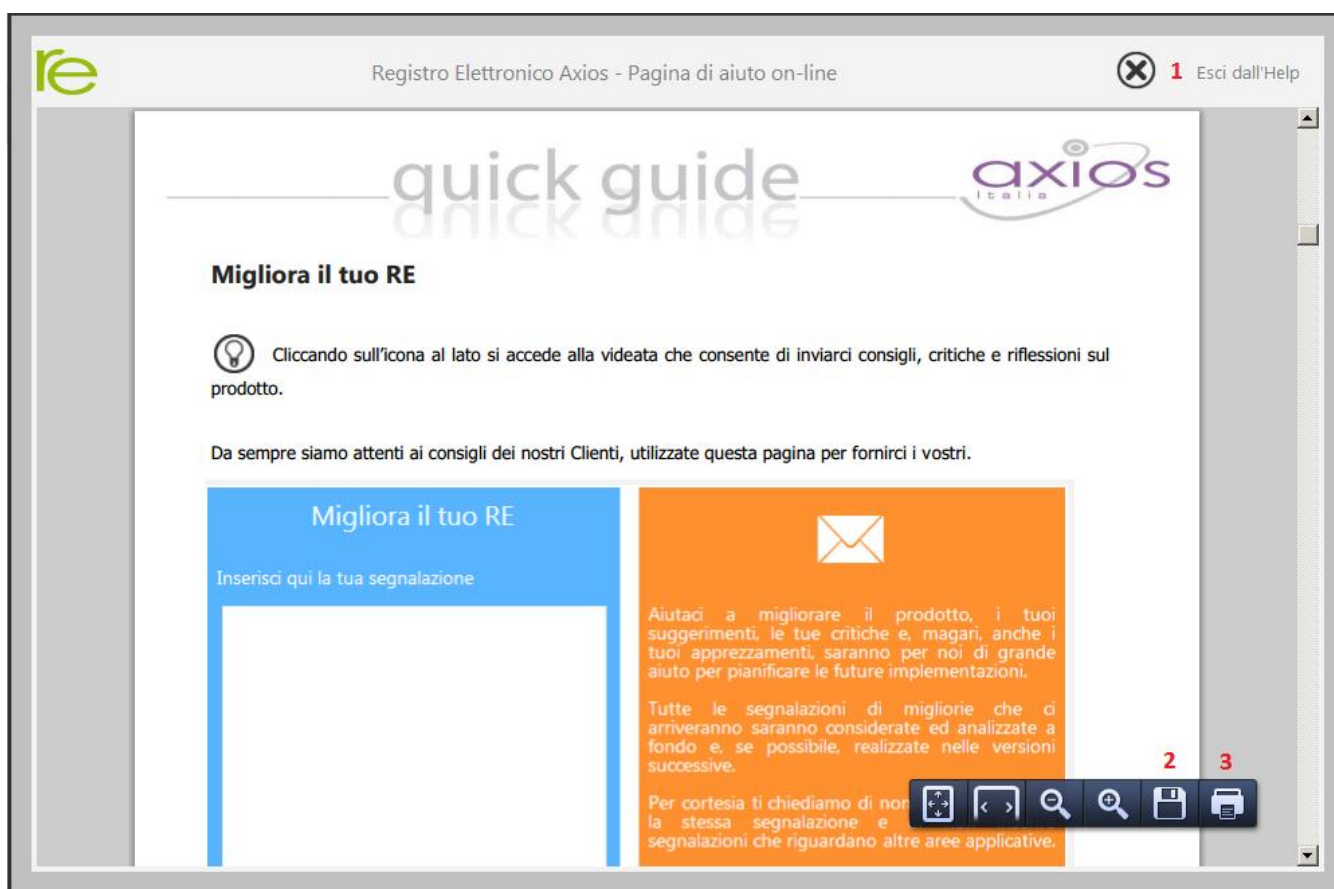 re
Registro Elettronico Axios - Pagina di aiuto on-line
1 Esci dall'Help
quick guide
axios
italia
Migliora il tuo RE
Cliccando sull'icona al lato si accede alla videata che consente di inviarci consigli, critiche e riflessioni sul
prodotto.
Da sempre siamo attenti ai consigli dei nostri Clienti, utilizzate questa pagina per fornirci i vostri.
Migliora il tuo RE
Inserisci qui la tua segnalazione
Aiutaci a migliorare il prodotto, i tuoi
suggerimenti, le tue critiche e, magari, anche i
tuoi apprezzamenti, saranno per noi di grande
aiuto per pianificare le future implementazioni.
Tutte le segnalazioni di migliorie che ci
arriveranno saranno considerate ed analizzate a
fondo e, se possibile, realizzate nelle versioni
successive.
2 3
Per cortesia ti chiediamo di non
la stessa segnalazione e
segnalazioni che riguardano altre aree applicative.